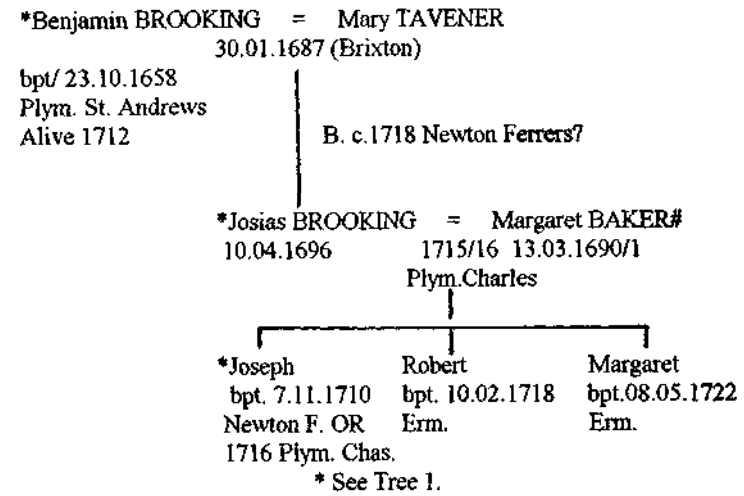 *Benjamin BROOKING = Mary TAVENER
30.01.1687 (Brixton)
bpt/ 23.10.1658
Plym. St. Andrews
Alive 1712
B. c.1718 Newton Ferrers?
*Josias BROOKING = Margaret BAKER#
10.04.1696 1715/16 13.03.1690/1
Plym.Charles
*Joseph Robert Margaret
bpt. 7.11.1710 bpt. 10.02.1718 bpt.08.05.1722
Newton F. OR Erm. Erm.
1716 Plym. Chas.
* See Tree 1.